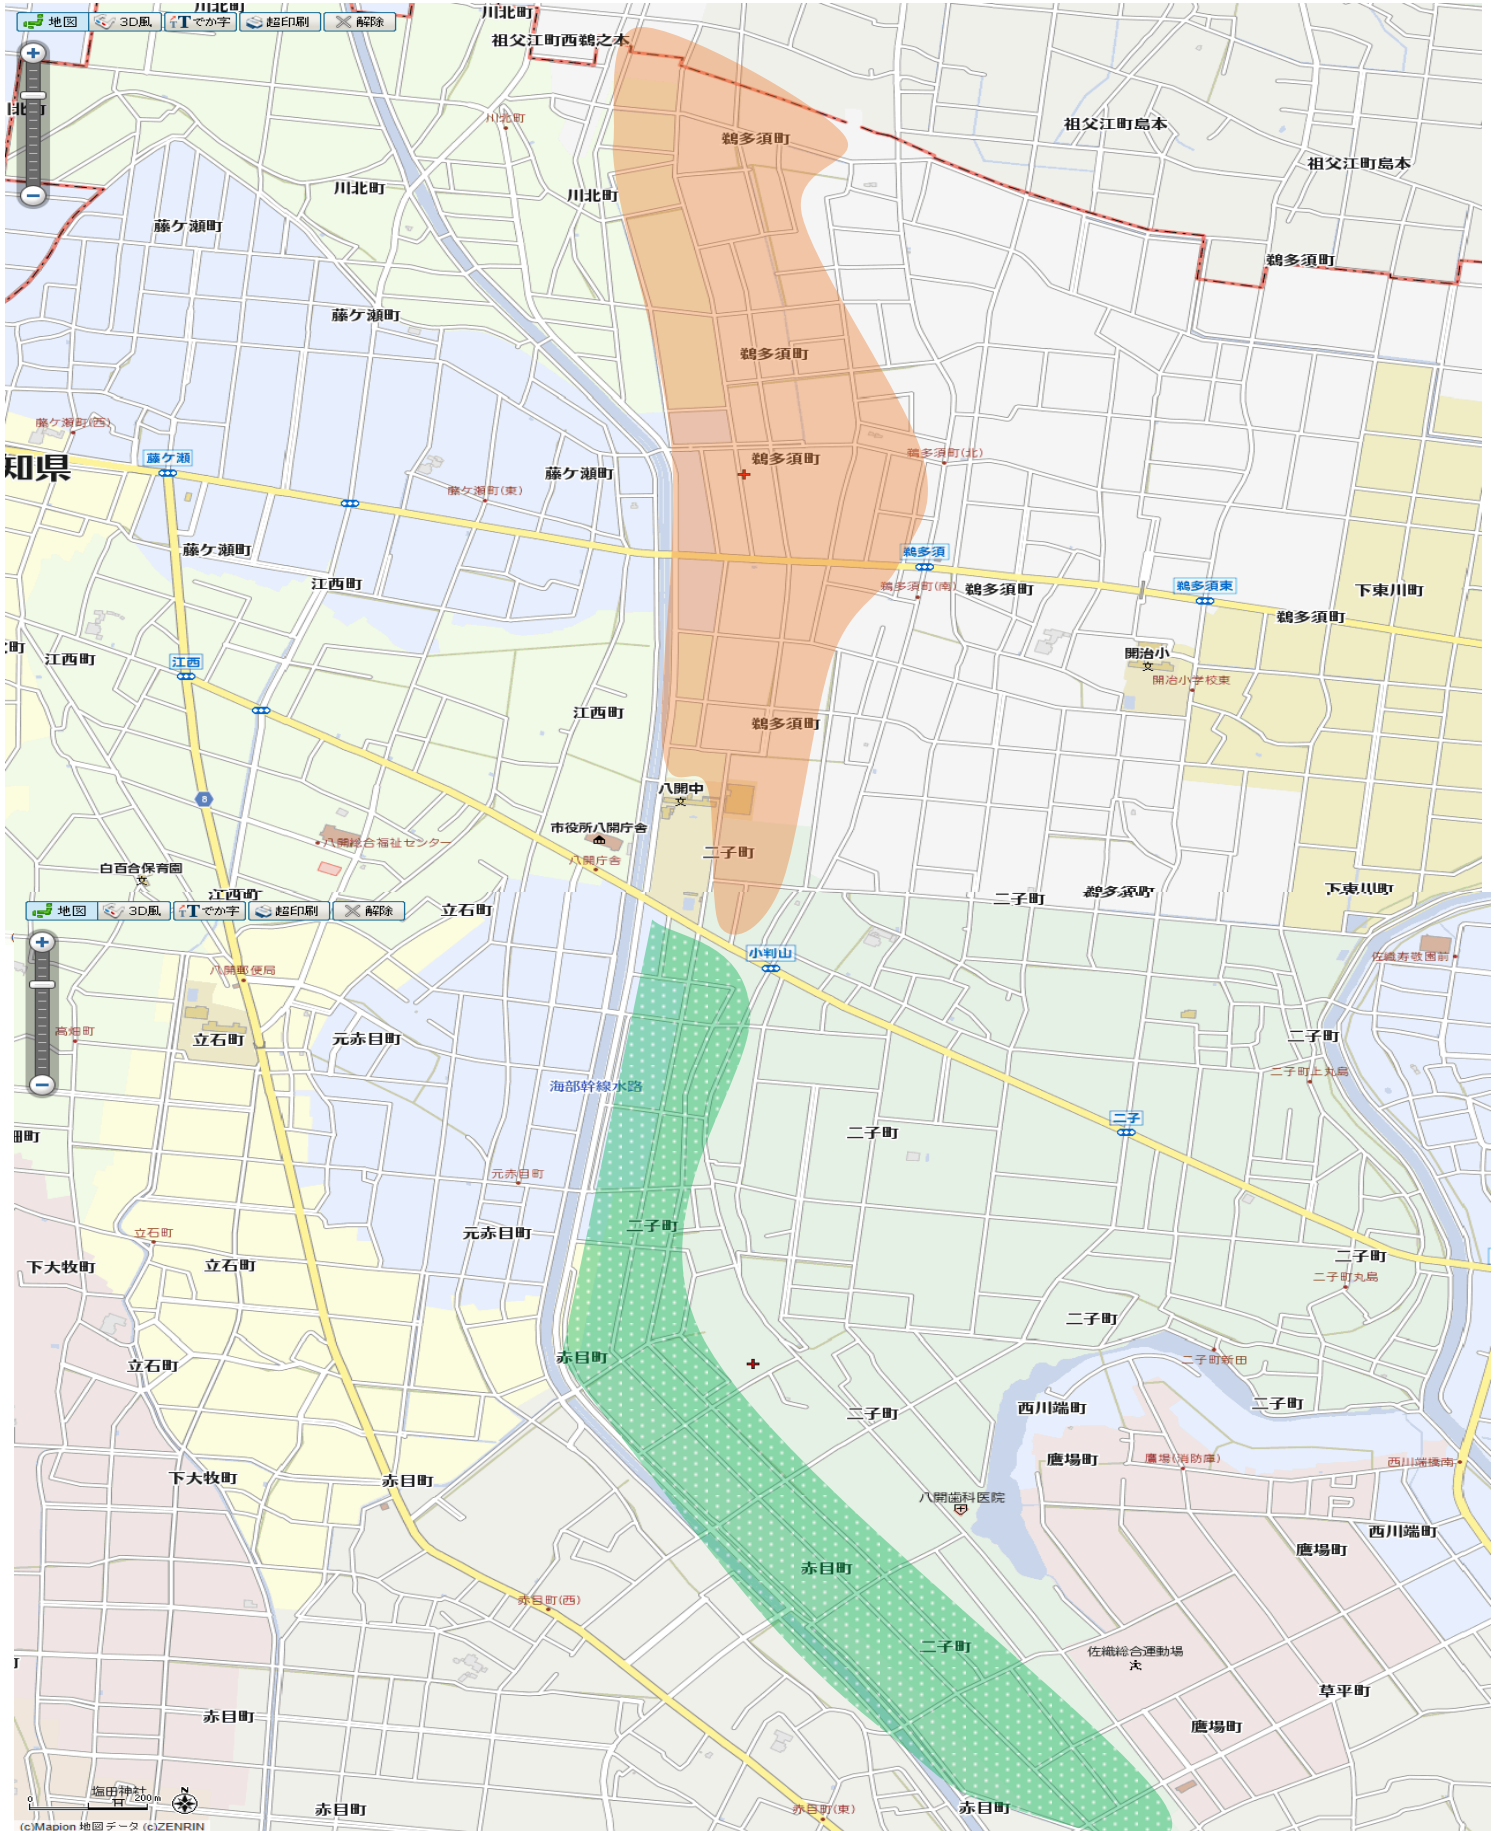 川北町
川北町
地図 3D風 でか字 超印刷 解除
祖父江町西鵜之本
川北町
祖父江町島本
鵜多須町
祖父江町島本
川北町
川北町
藤ケ瀬町
鵜多須町
藤ケ瀬町
鵜多須町
藤ケ瀬町(西)
藤ケ瀬
知県
鵜多須町(北)
鵜多須町
藤ケ瀬町
藤ケ瀬町(東)
藤ケ瀬町
鵜多須
江西町
鵜多須町(南)
鵜多須町
鵜多須東
下東川町
鵜多須町
江西町
江西
開治小
開治小学校東
江西町
鵜多須町
8
八開中
市役所八開庁舎
八開総合福祉センター
二子町
八開庁舎
白百合保育園
江西町
二子町
鵜多須町
下東川町
地図 3D風 でか字 超印刷 解除
立石町
小判山
佐織寿敬園前
八開郵便局
高畑町
立石町
元赤目町
二子町
二子町上丸島
海部幹線水路
二子
二子町
元赤目町
二子町
立石町
元赤目町
二子町
下大牧町
立石町
二子町丸島
二子町
赤目町
立石町
二子町新田
二子町
西川端町
二子町
鷹場町
鷹場(消防庫)
西川端橋南
下大牧町
赤目町
八開歯科医院
西川端町
鷹場町
赤目町
赤目町(西)
二子町
佐織総合運動場
草平町
赤目町
鷹場町
塩田神社
0 200m
N
赤目町
赤目町(東)
赤目町
(c)Mapion 地図データ (c)ZENRIN